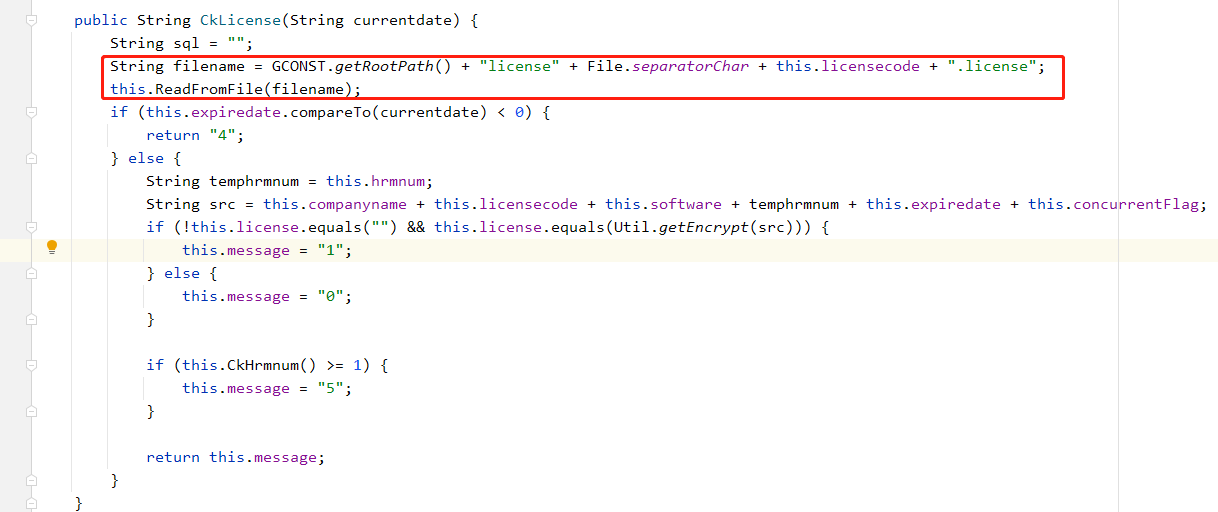 public String CkLicense(String currentdate) {
    String sql = "";
    String filename = GCONST.getRootPath() + "license" + File.separatorChar + this.licensecode + ".license";
    this.ReadFromFile(filename);
    if (this.expiredate.compareTo(currentdate) < 0) {
        return "4";
    } else {
        String temphrmnum = this.hrmnum;
        String src = this.companyname + this.licensecode + this.software + temphrmnum + this.expiredate + this.concurrentFlag;
        if (!this.license.equals("") && this.license.equals(Util.getEncrypt(src))) {
            this.message = "1";
        } else {
            this.message = "0";
        }
        if (this.CkHrmnum() >= 1) {
            this.message = "5";
        }
        return this.message;
    }
}